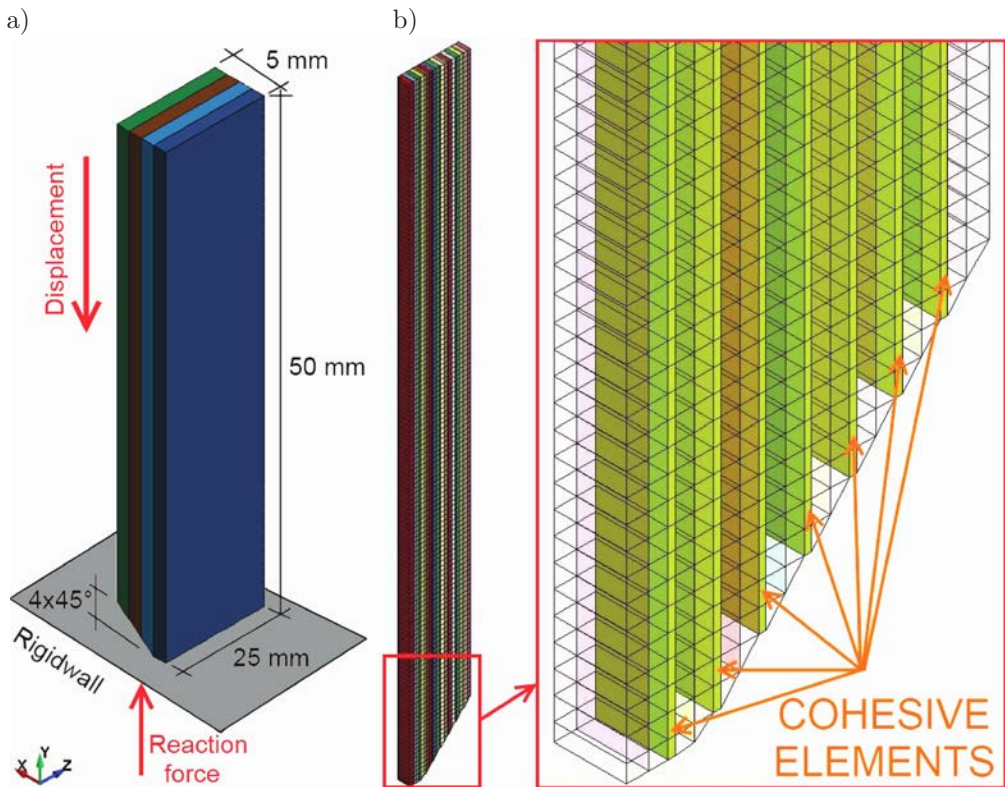 a)
b)
5 mm
Displacement
50 mm
4x45°
25 mm
Rigidwall
Reaction
force
Y
X
Z
COHESIVE
ELEMENTS